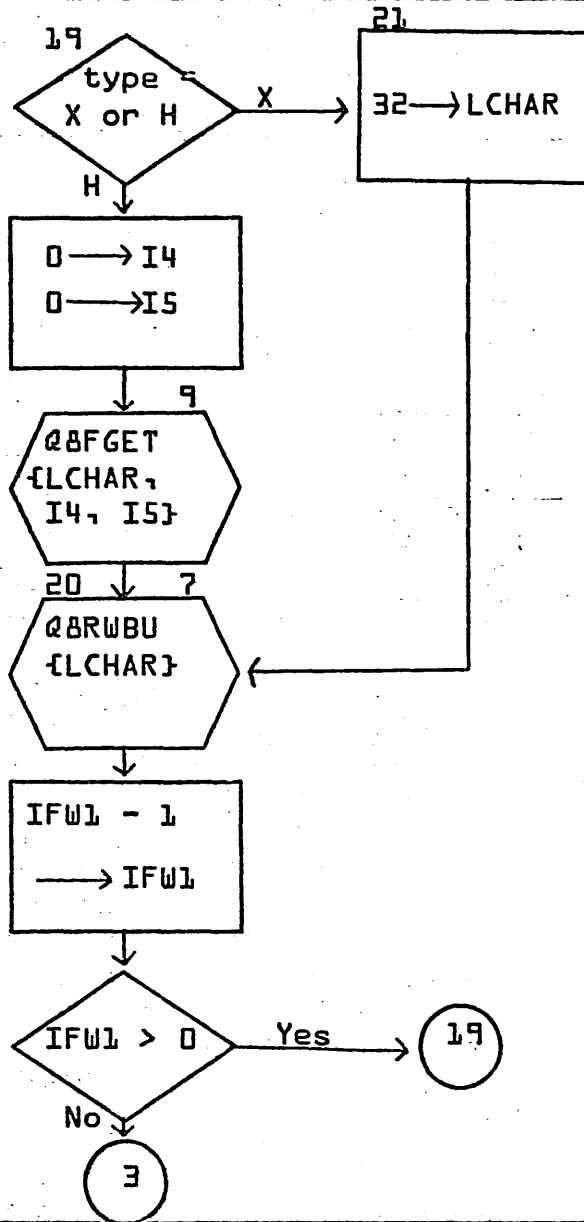 19
type =
X or H
X
21
32→LCHAR
H
0→I4
0→I5
9
Q8FGET
{LCHAR,
I4, I5}
20
7
Q8RWBU
{LCHAR}
IFW1 - 1
→IFW1
IFW1 > 0
Yes
19
No
3